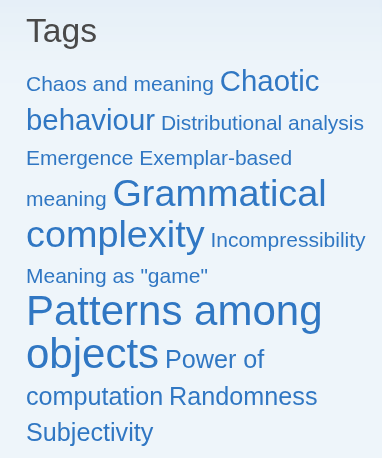 Tags
Chaos and meaning Chaotic
behaviour Distributional analysis
Emergence Exemplar-based
meaning Grammatical
complexity Incompressibility
Meaning as "game"
Patterns among
objects Power of
computation Randomness
Subjectivity